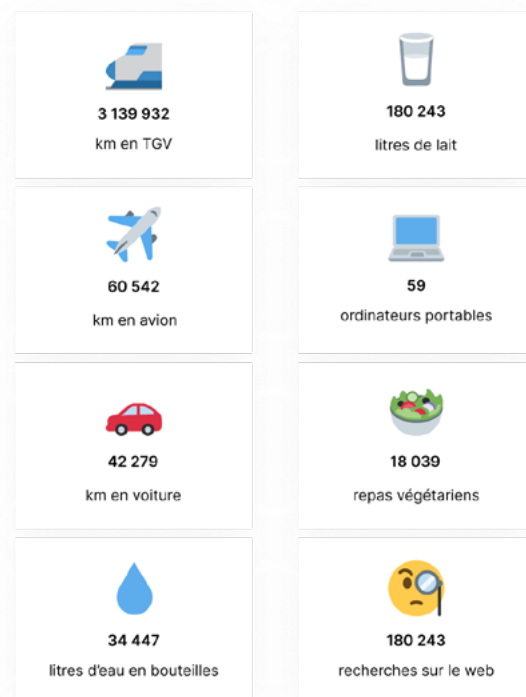 3 139 932
km en TGV
180 243
litres de lait
60 542
km en avion
59
ordinateurs portables
42 279
km en voiture
18 039
repas végétariens
34 447
litres d'eau en bouteilles
180 243
recherches sur le web